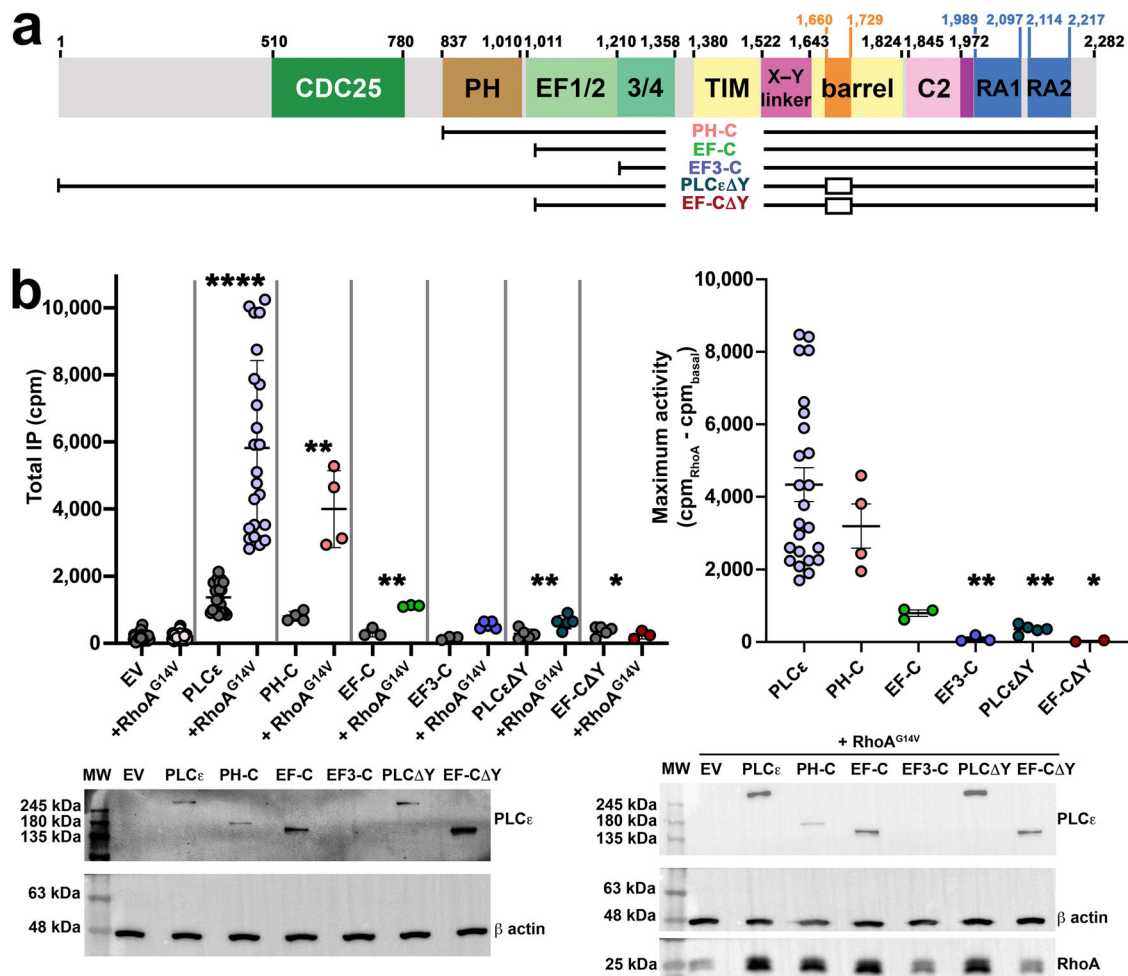 a
1,660 1,729 1,989 2,097 2,114 2,217
1 510 780 837 1,010 1,011 1,210 1,358 1,380 1,522 1,643 1,824 1,845 1,972 2,282
CDC25 PH EF1/2 3/4 TIM X–Y linker barrel C2 RA1 RA2
PH-C
EF-C
EF3-C
PLCεΔY
EF-CΔY
b
Total IP (cpm)
10,000
8,000
6,000
4,000
2,000
0
**** ** ** ** *
EV +RhoAG14V PLCε +RhoAG14V PH-C + RhoAG14V EF-C + RhoAG14V EF3-C + RhoAG14V PLCεΔY +RhoAG14V EF-CΔY +RhoAG14V
Maximum activity
(cpmRhoA - cpmbasal)
10,000
8,000
6,000
4,000
2,000
0
** ** *
PLCε PH-C EF-C EF3-C PLCεΔY EF-CΔY
MW EV PLCε PH-C EF-C EF3-C PLCΔY EF-CΔY
245 kDa
180 kDa
135 kDa
PLCε
63 kDa
48 kDa
β actin
+ RhoAG14V
MW EV PLCε PH-C EF-C EF3-C PLCΔY EF-CΔY
245 kDa
180 kDa
135 kDa
PLCε
63 kDa
48 kDa
β actin
25 kDa
RhoA